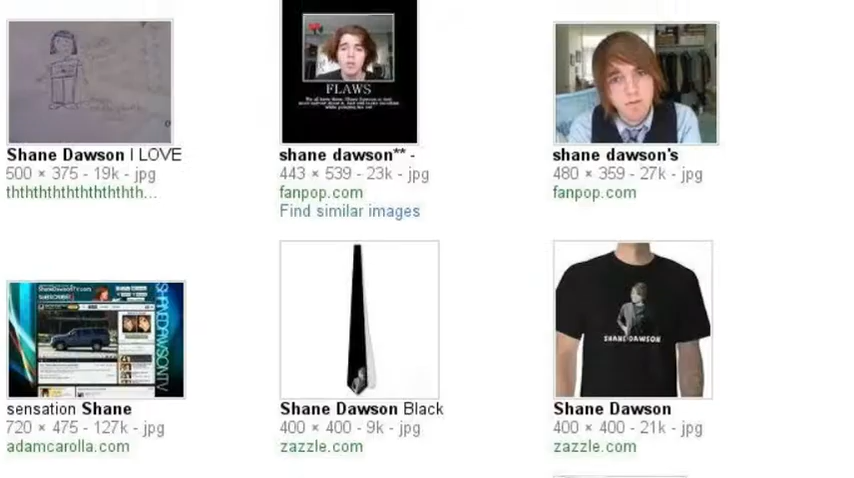 FLAWS
Shane Dawson I LOVE
500 × 375 - 19k - jpg
thththththththththth...
shane dawson** -
443 × 539 - 23k - jpg
fanpop.com
Find similar images
shane dawson's
480 × 359 - 27k - jpg
fanpop.com
SUBSCRIBE
SHANEDAWSONTV
SHANE DAWSON
sensation Shane
720 × 475 - 127k - jpg
adamcarolla.com
Shane Dawson Black
400 × 400 - 9k - jpg
zazzle.com
Shane Dawson
400 × 400 - 21k - jpg
zazzle.com